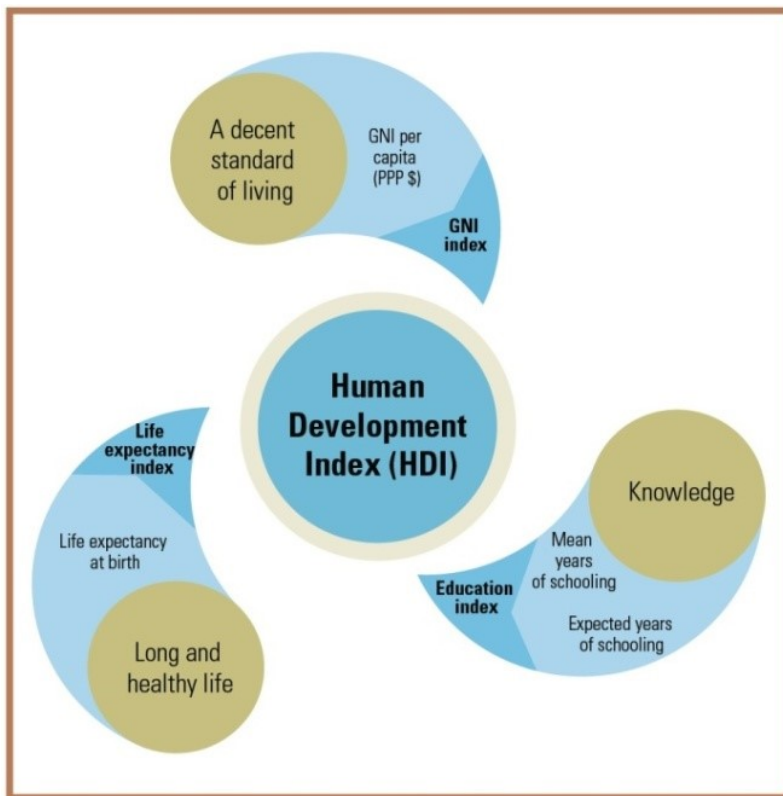 A decent
standard
of living
GNI per
capita
(PPP $)
GNI
index
Human
Development
Index (HDI)
Life
expectancy
index
Life expectancy
at birth
Long and
healthy life
Knowledge
Mean
years
of schooling
Expected years
of schooling
Education
index